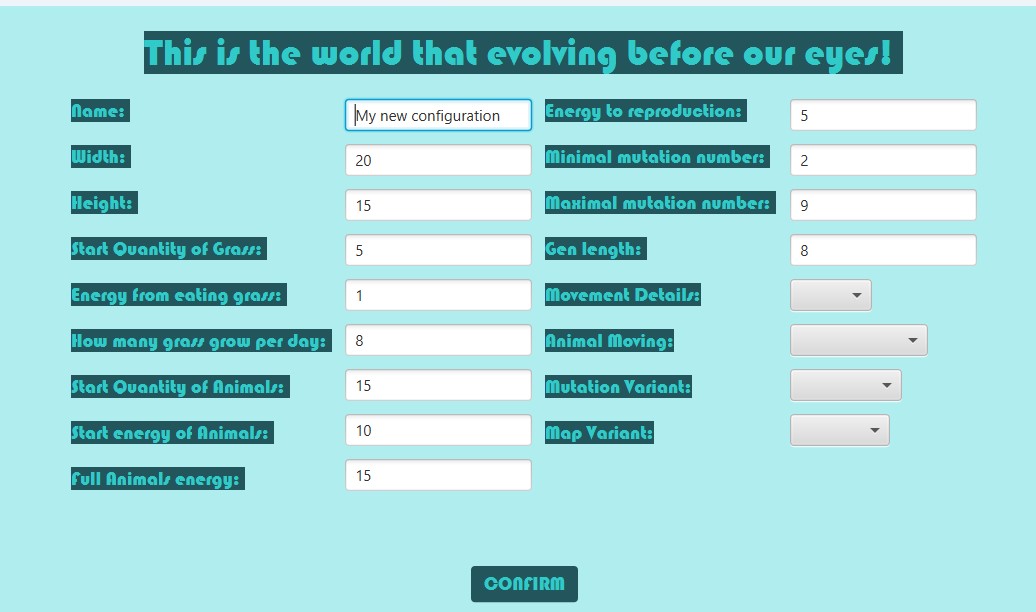 This is the world that evolving before our eyes!
Name:
My new configuration
Width:
20
Height:
15
Start Quantity of Grass:
5
Energy from eating grass:
1
How many grass grow per day:
8
Start Quantity of Animals:
15
Start energy of Animals:
10
Full Animals energy:
15
Energy to reproduction:
5
Minimal mutation number:
2
Maximal mutation number:
9
Gen length:
8
Movement Details:
Animal Moving:
Mutation Variant:
Map Variant:
CONFIRM